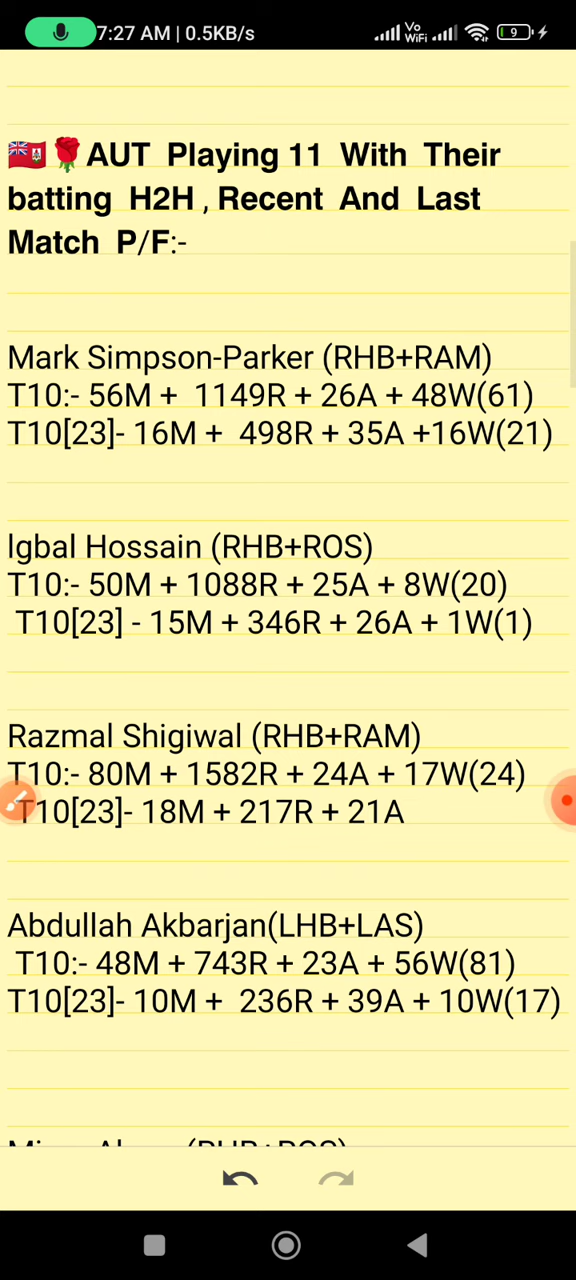 7:27 AM | 0.5KB/s
Vo
WiFi
9
AUT Playing 11 With Their
batting H2H , Recent And Last
Match P/F:-
Mark Simpson-Parker (RHB+RAM)
T10:- 56M + 1149R + 26A + 48W(61)
T10[23]- 16M + 498R + 35A +16W(21)
Igbal Hossain (RHB+ROS)
T10:- 50M + 1088R + 25A + 8W(20)
T10[23] - 15M + 346R + 26A + 1W(1)
Razmal Shigiwal (RHB+RAM)
T10:- 80M + 1582R + 24A + 17W(24)
T10[23]- 18M + 217R + 21A
Abdullah Akbarjan(LHB+LAS)
T10:- 48M + 743R + 23A + 56W(81)
T10[23]- 10M + 236R + 39A + 10W(17)